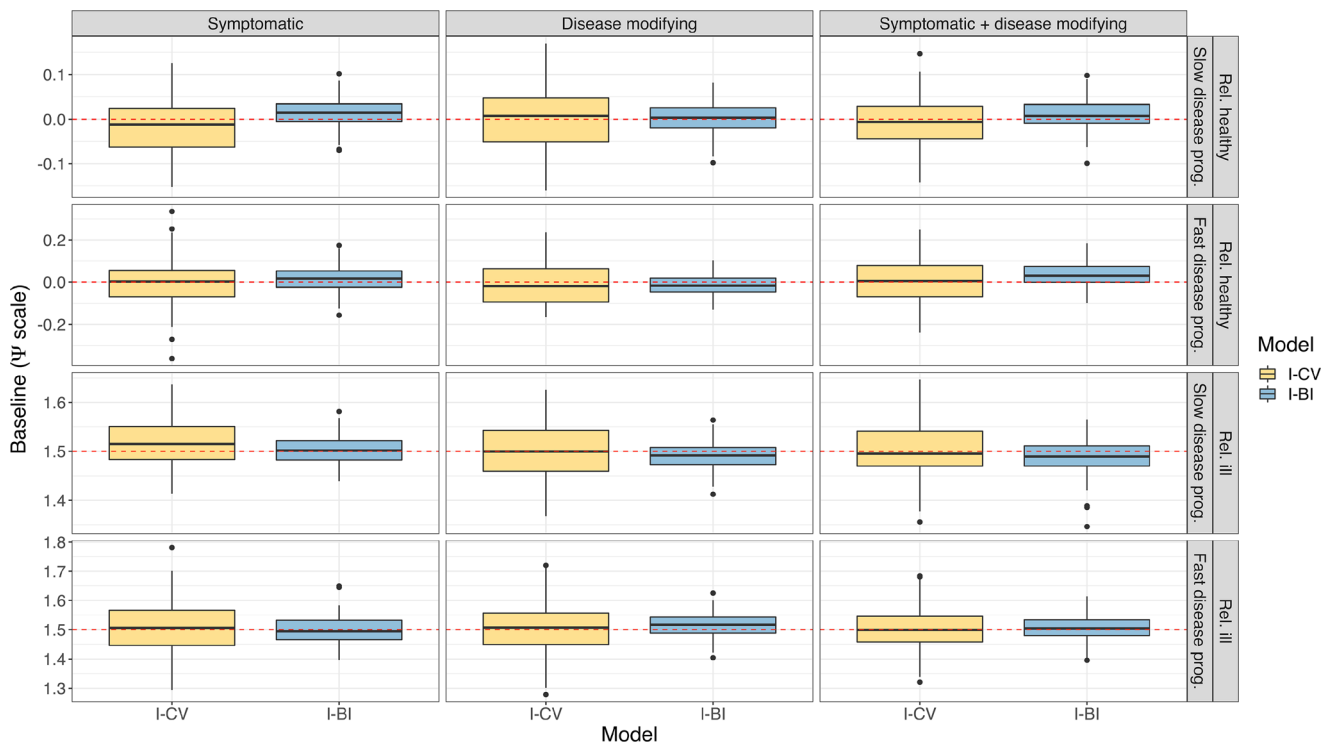 Symptomatic
Disease modifying
Symptomatic + disease modifying
0.1
0.0
-0.1
Slow disease prog.
Rel. healthy
0.2
0.0
-0.2
Fast disease prog.
Rel. healthy
1.6
1.5
1.4
Slow disease prog.
Rel. ill
1.8
1.7
1.6
1.5
1.4
1.3
Fast disease prog.
Rel. ill
Baseline (Ψ scale)
I-CV
I-BI
I-CV
I-BI
I-CV
I-BI
Model
Model
I-CV
I-BI